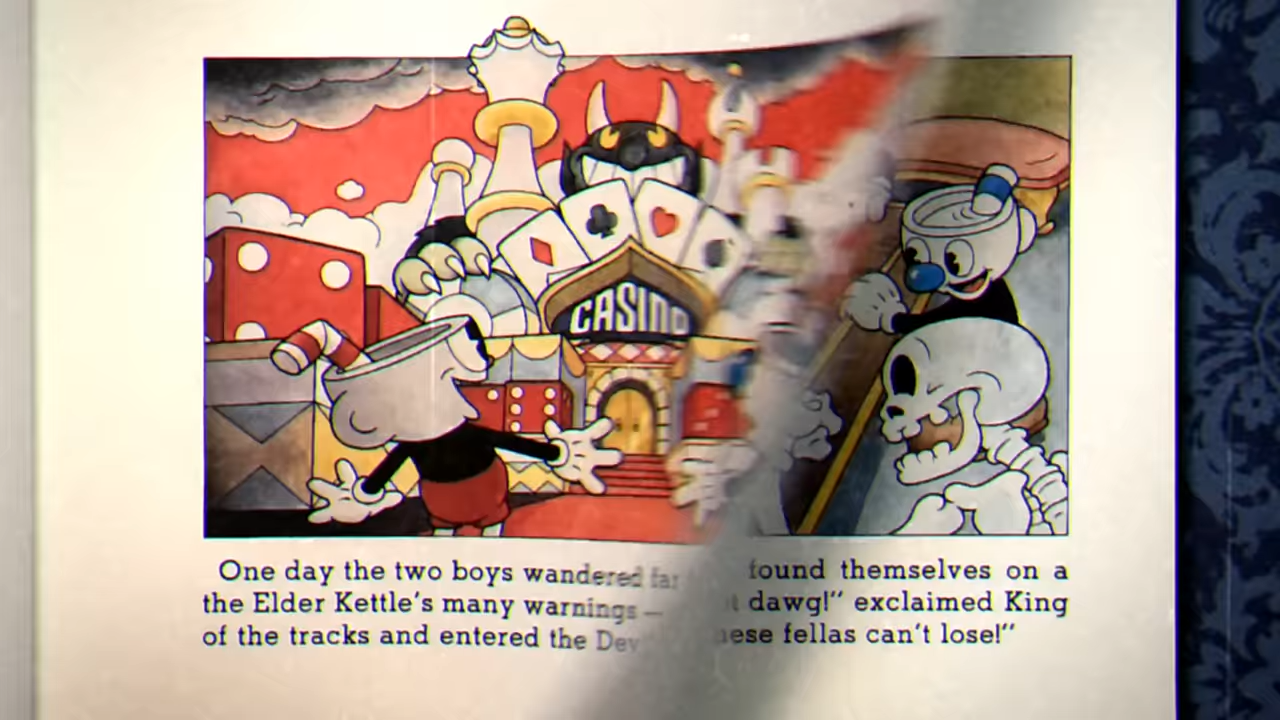 CASINO
One day the two boys wandered far found themselves on a
the Elder Kettle's many warnings — dawg!" exclaimed King
of the tracks and entered the fellas can't lose!"